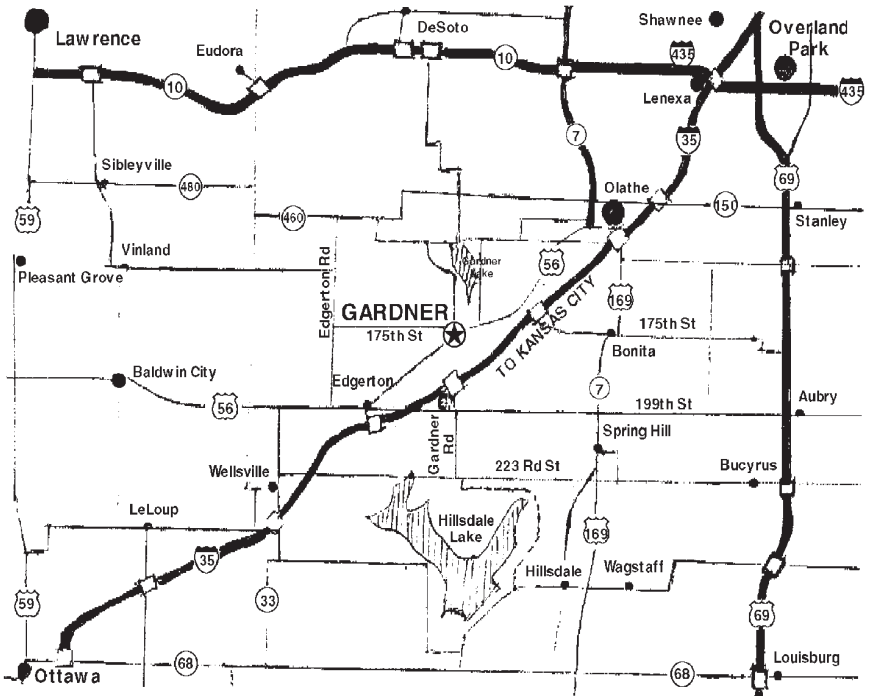 Lawrence
Eudora
DeSoto
Shawnee
Overland
Park
10
10
435
435
Lenexa
7
35
69
Sibleyville
480
59
460
Olathe
150
Stanley
Vinland
Pleasant Grove
Edgerton Rd
Gardner
Lake
56
169
GARDNER
175th St
TO KANSAS CITY
175th St
Bonita
7
Baldwin City
Edgerton
56
199th St
Aubry
Gardner
Rd
Spring Hill
223 Rd St
Bucyrus
Wellsville
LeLoup
Hillsdale
Lake
169
35
Hillsdale
Wagstaff
59
33
69
68
68
Ottawa
Louisburg